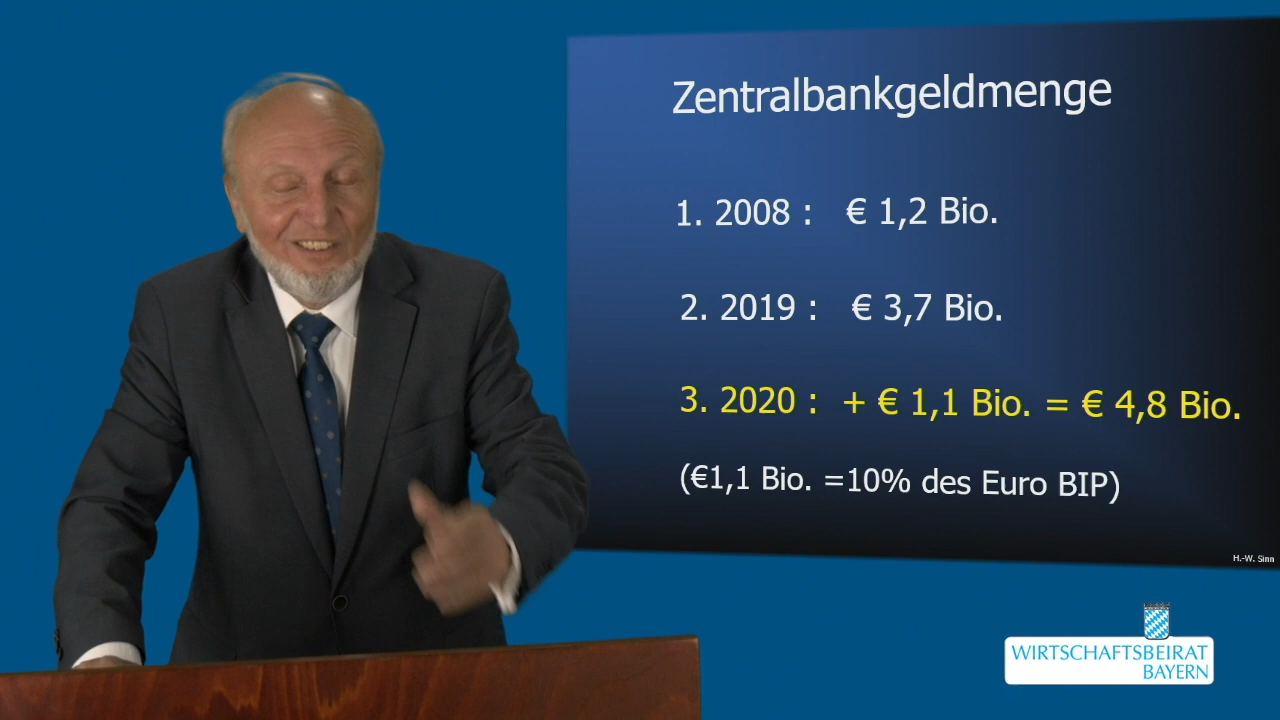 Zentralbankgeldmenge
1. 2008 : € 1,2 Bio.
2. 2019 : € 3,7 Bio.
3. 2020 : + € 1,1 Bio. = € 4,8 Bio.
(€1,1 Bio. =10% des Euro BIP)
H.-W. Sinn
WIRTSCHAFTSBEIRAT
BAYERN